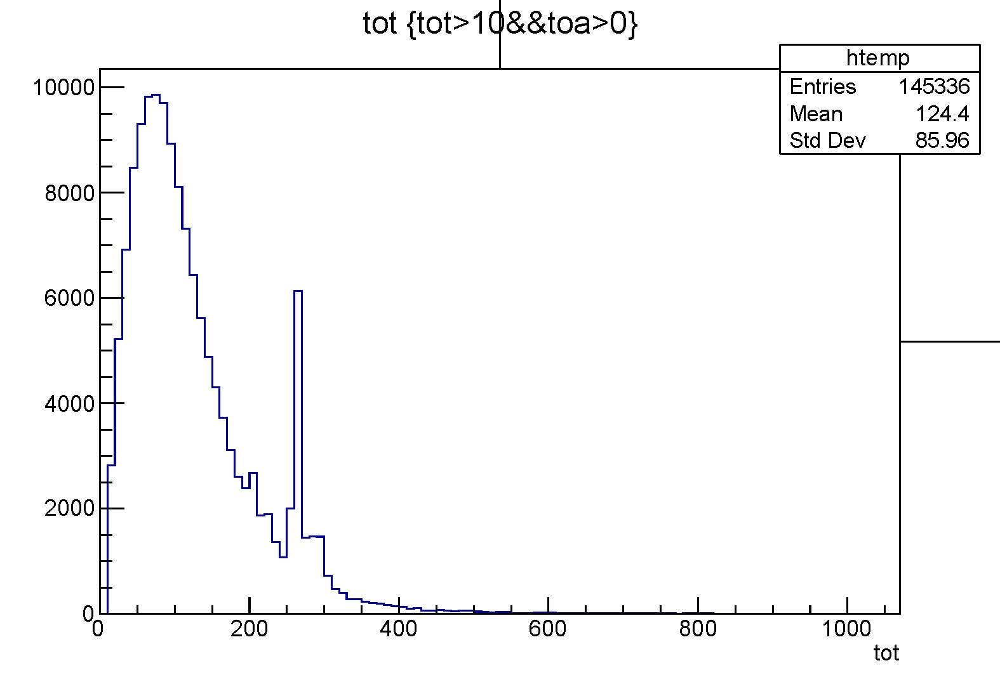 tot {tot>10&&toa>0}
htemp
Entries 145336
Mean 124.4
Std Dev 85.96
10000
8000
6000
4000
2000
0
0 200 400 600 800 1000
tot